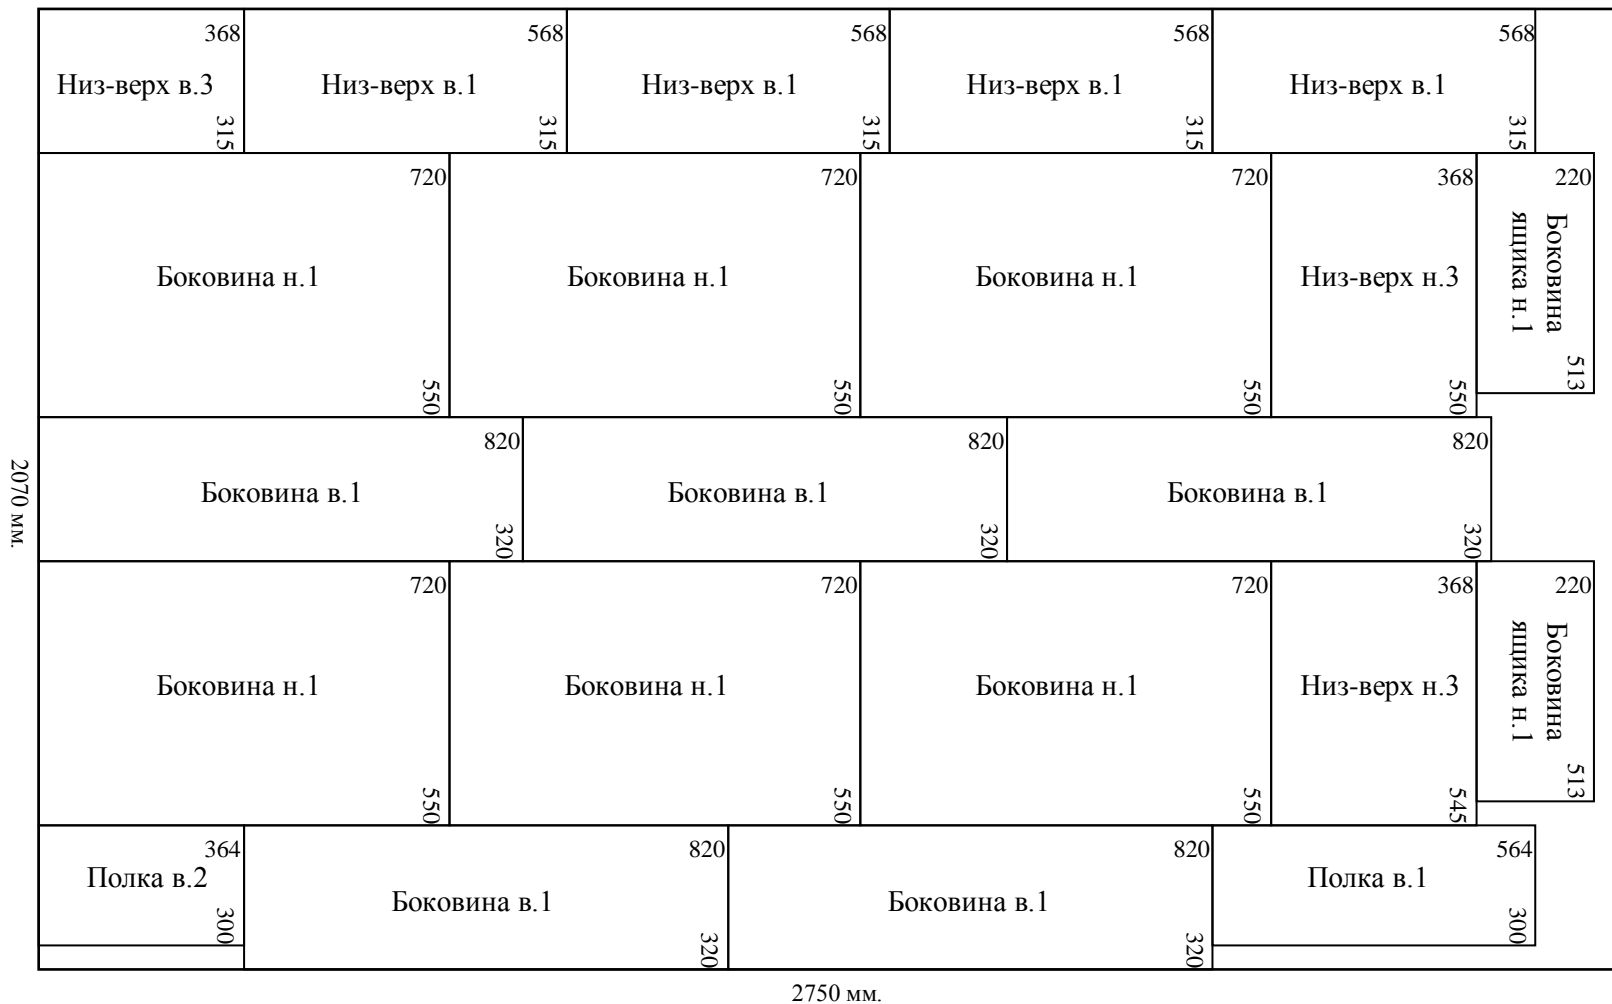 368
568
568
568
568
Низ-верх в.3
Низ-верх в.1
Низ-верх в.1
Низ-верх в.1
Низ-верх в.1
315
315
315
315
315
720
720
720
368
220
Боковина н.1
Боковина н.1
Боковина н.1
Низ-верх н.3
Боковина
ящика н.1
550
550
550
550
513
820
820
820
Боковина в.1
Боковина в.1
Боковина в.1
320
320
320
2070 мм.
720
720
720
368
220
Боковина н.1
Боковина н.1
Боковина н.1
Низ-верх н.3
Боковина
ящика н.1
550
550
550
545
513
364
820
820
564
Полка в.2
Боковина в.1
Боковина в.1
Полка в.1
300
320
320
300
2750 мм.